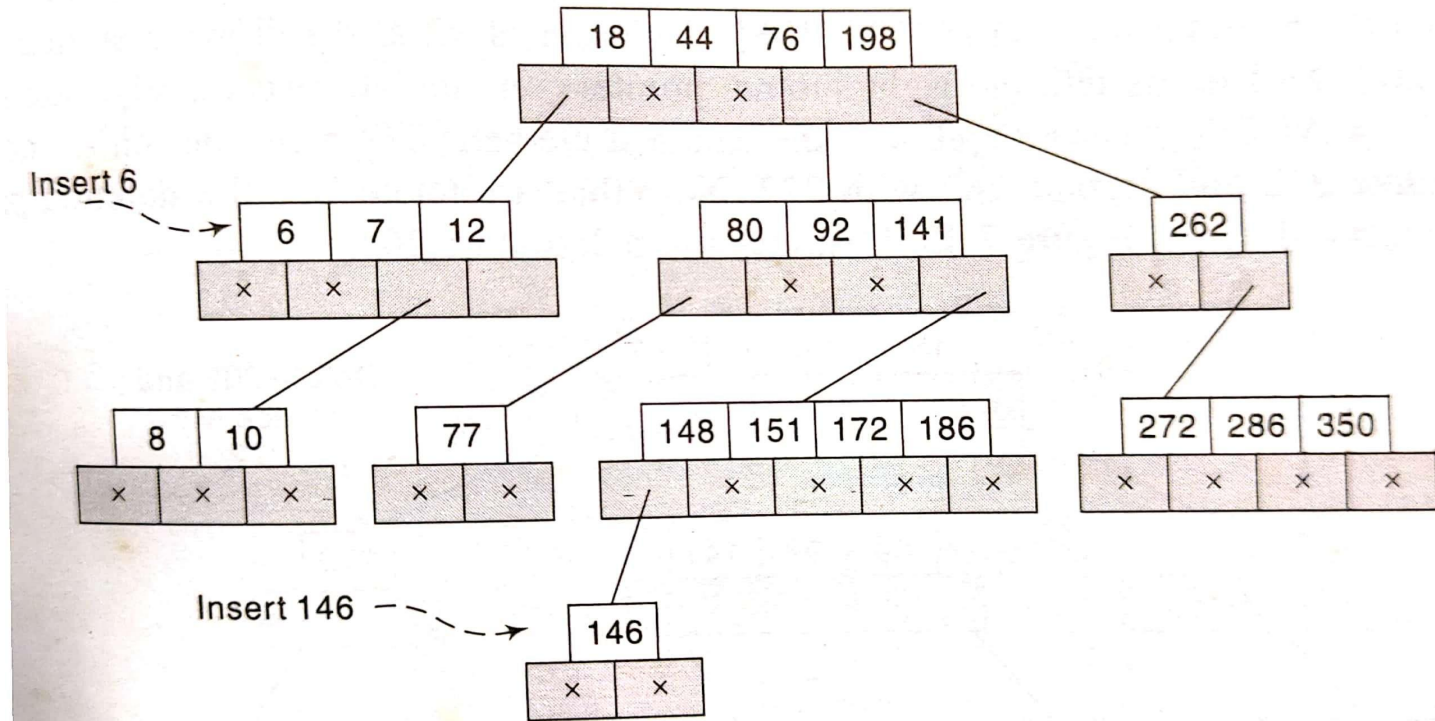 18 44 76 198
× ×
Insert 6
6 7 12
80 92 141
262
× ×
× ×
×
8 10
77
148 151 172 186
272 286 350
× × ×
× ×
× × × ×
× × × ×
Insert 146
146
× ×